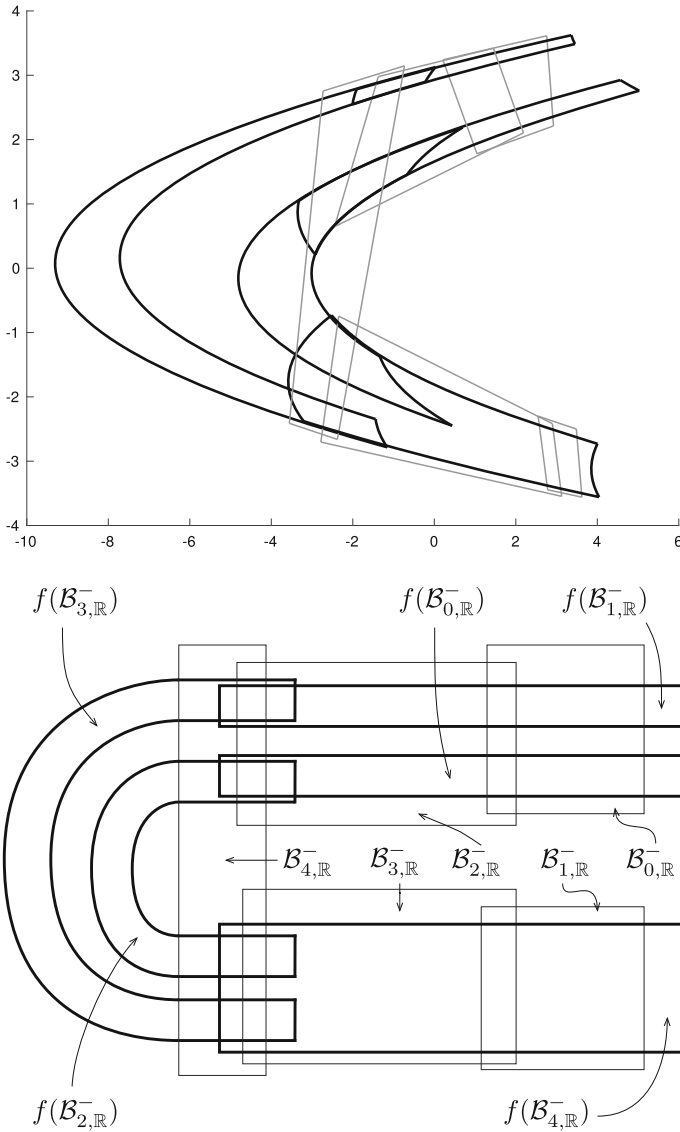 4
3
2
1
0
-1
-2
-3
-4
-10 -8 -6 -4 -2 0 2 4 6
f(ℬ⁻₃,ℝ) f(ℬ⁻₀,ℝ) f(ℬ⁻₁,ℝ)
ℬ⁻₄,ℝ ℬ⁻₃,ℝ ℬ⁻₂,ℝ ℬ⁻₁,ℝ ℬ⁻₀,ℝ
f(ℬ⁻₂,ℝ) f(ℬ⁻₄,ℝ)